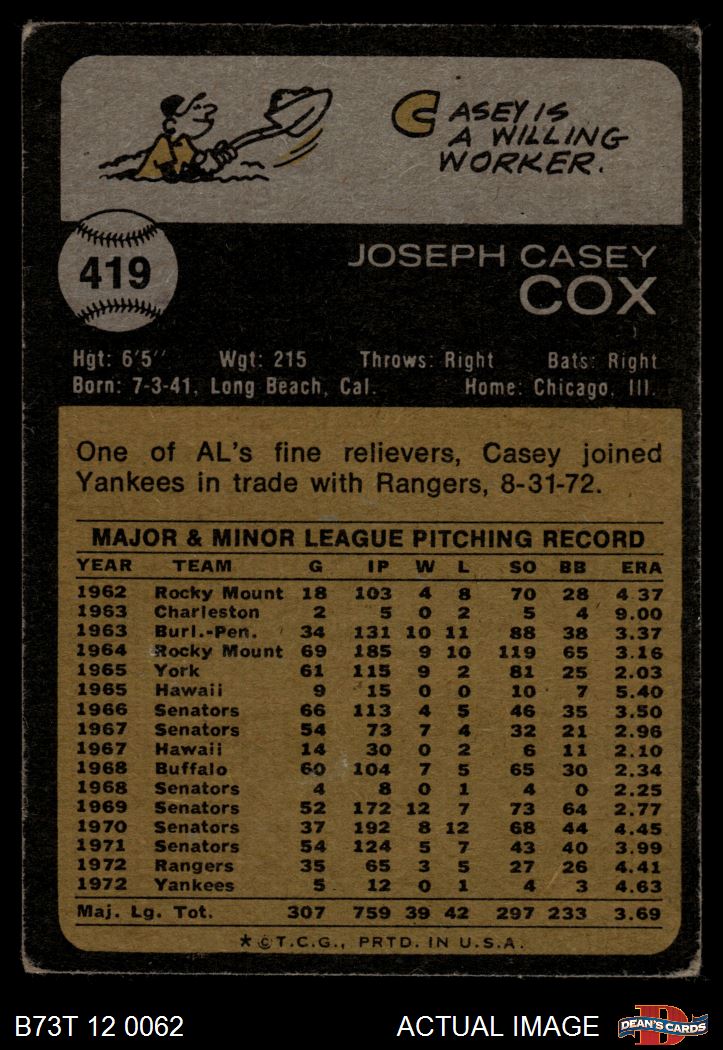 CASEY IS
A WILLING
WORKER.
419
JOSEPH CASEY
COX
Hgt: 6'5" Wgt: 215 Throws: Right Bats: Right
Born: 7-3-41, Long Beach, Cal. Home: Chicago, Ill.
One of AL's fine relievers, Casey joined
Yankees in trade with Rangers, 8-31-72.
MAJOR & MINOR LEAGUE PITCHING RECORD
YEAR TEAM G IP W L SO BB ERA
1962 Rocky Mount 18 103 4 8 70 28 4.37
1963 Charleston 2 5 0 2 5 4 9.00
1963 Burl.-Pen. 34 131 10 11 88 38 3.37
1964 Rocky Mount 69 185 9 10 119 65 3.16
1965 York 61 115 9 2 81 25 2.03
1965 Hawaii 9 15 0 0 10 7 5.40
1966 Senators 66 113 4 5 46 35 3.50
1967 Senators 54 73 7 4 32 21 2.96
1967 Hawaii 14 30 0 2 6 11 2.10
1968 Buffalo 60 104 7 5 65 30 2.34
1968 Senators 4 8 0 1 4 0 2.25
1969 Senators 52 172 12 7 73 64 2.77
1970 Senators 37 192 8 12 68 44 4.45
1971 Senators 54 124 5 7 43 40 3.99
1972 Rangers 35 65 3 5 27 26 4.41
1972 Yankees 5 12 0 1 4 3 4.63
Maj. Lg. Tot. 307 759 39 42 297 233 3.69
*©T.C.G., PRTD. IN U.S.A.
B73T 12 0062 ACTUAL IMAGE
D
DEAN'S CARDS